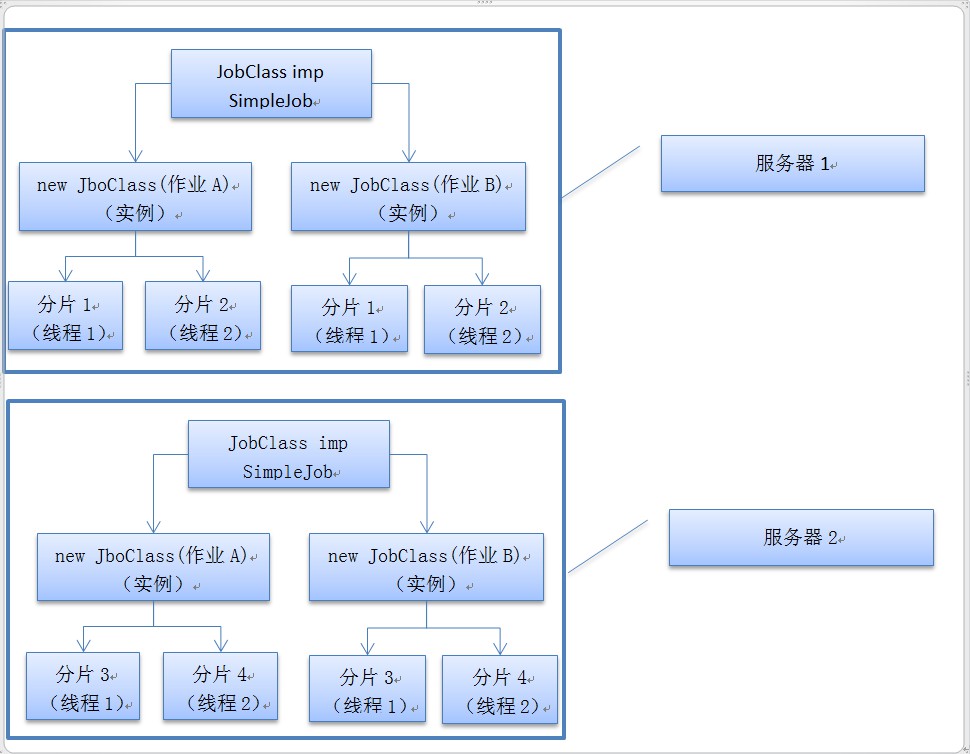 JobClass imp
SimpleJob
服务器 1
new JboClass(作业 A)
（实例）
new JobClass(作业 B)
（实例）
分片 1
（线程 1）
分片 2
（线程 2）
分片 1
（线程 1）
分片 2
（线程 2）
JobClass imp
SimpleJob
服务器 2
new JboClass(作业 A)
（实例）
new JobClass(作业 B)
（实例）
分片 3
（线程 1）
分片 4
（线程 2）
分片 3
（线程 1）
分片 4
（线程 2）